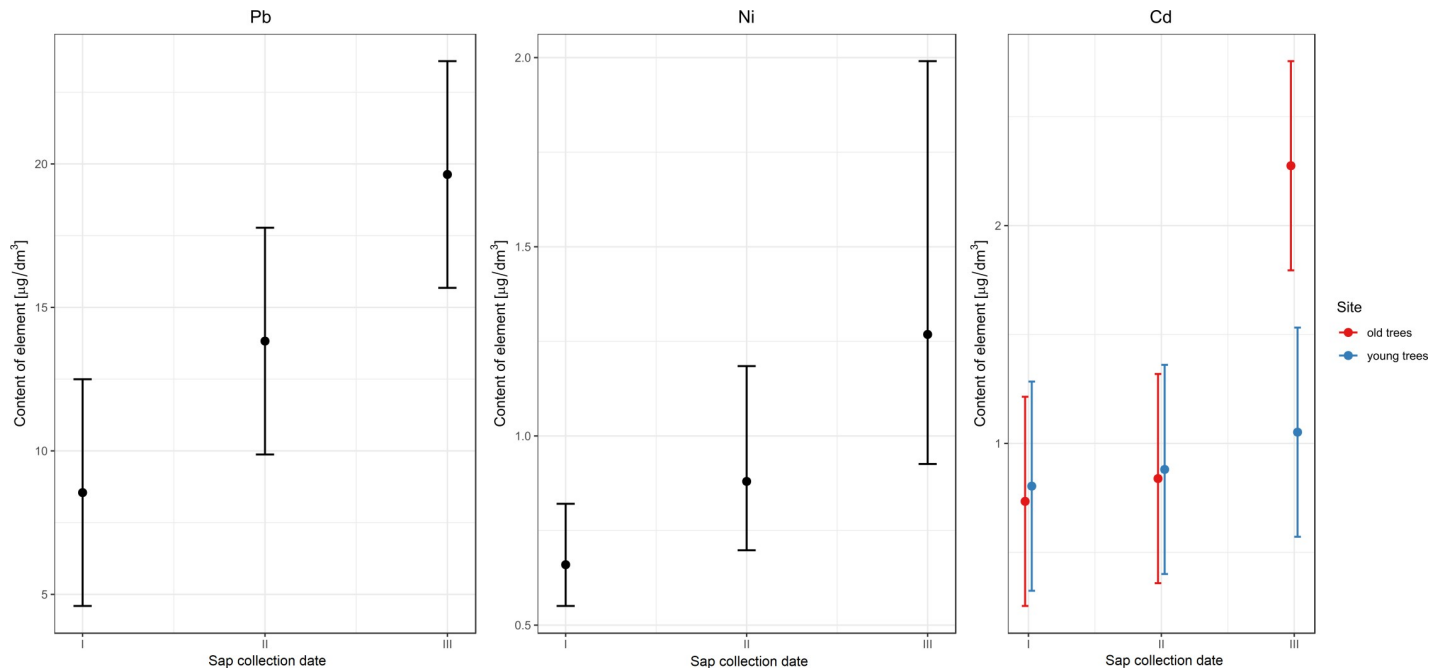 Pb
Content of element [μg/dm³]
20
15
10
5
I
II
III
Sap collection date
Ni
Content of element [μg/dm³]
2.0
1.5
1.0
0.5
I
II
III
Sap collection date
Cd
Content of element [μg/dm³]
2
1
I
II
III
Sap collection date
Site
old trees
young trees